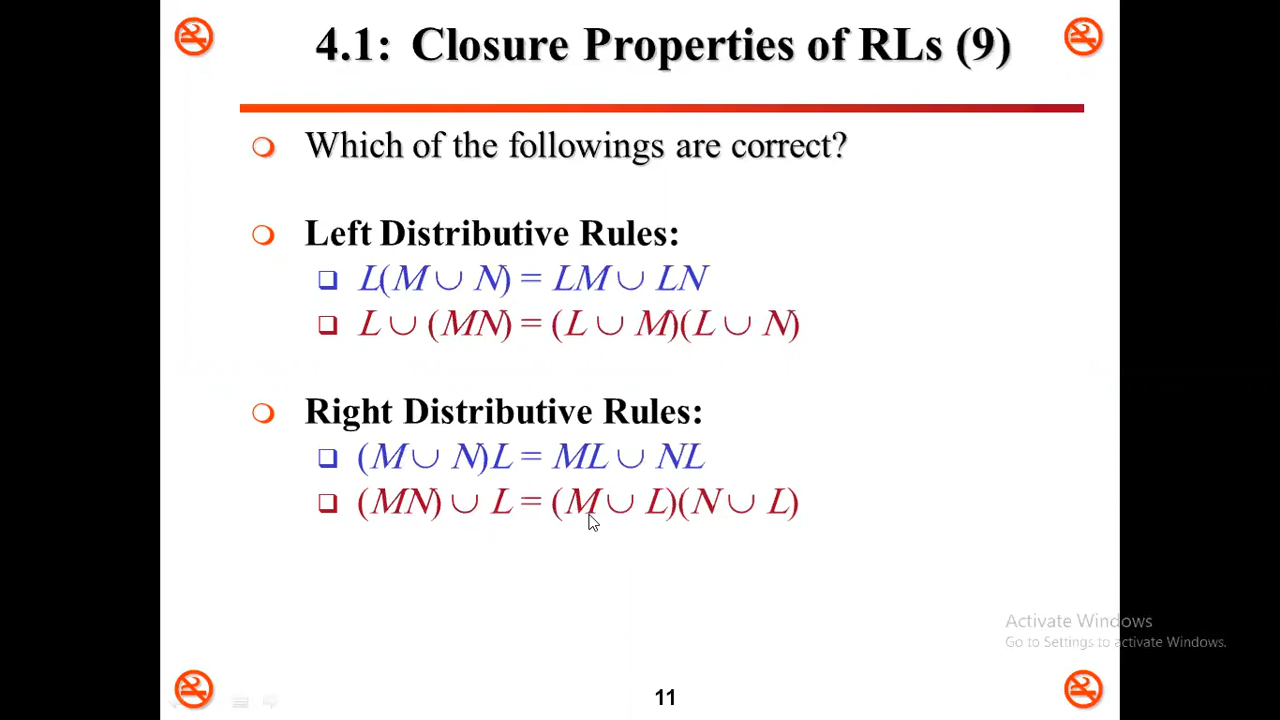 4.1: Closure Properties of RLs (9)
Which of the followings are correct?
Left Distributive Rules:
L(M ∪ N) = LM ∪ LN
L ∪ (MN) = (L ∪ M)(L ∪ N)
Right Distributive Rules:
(M ∪ N)L = ML ∪ NL
(MN) ∪ L = (M ∪ L)(N ∪ L)
Activate Windows
Go to Settings to activate Windows.
11